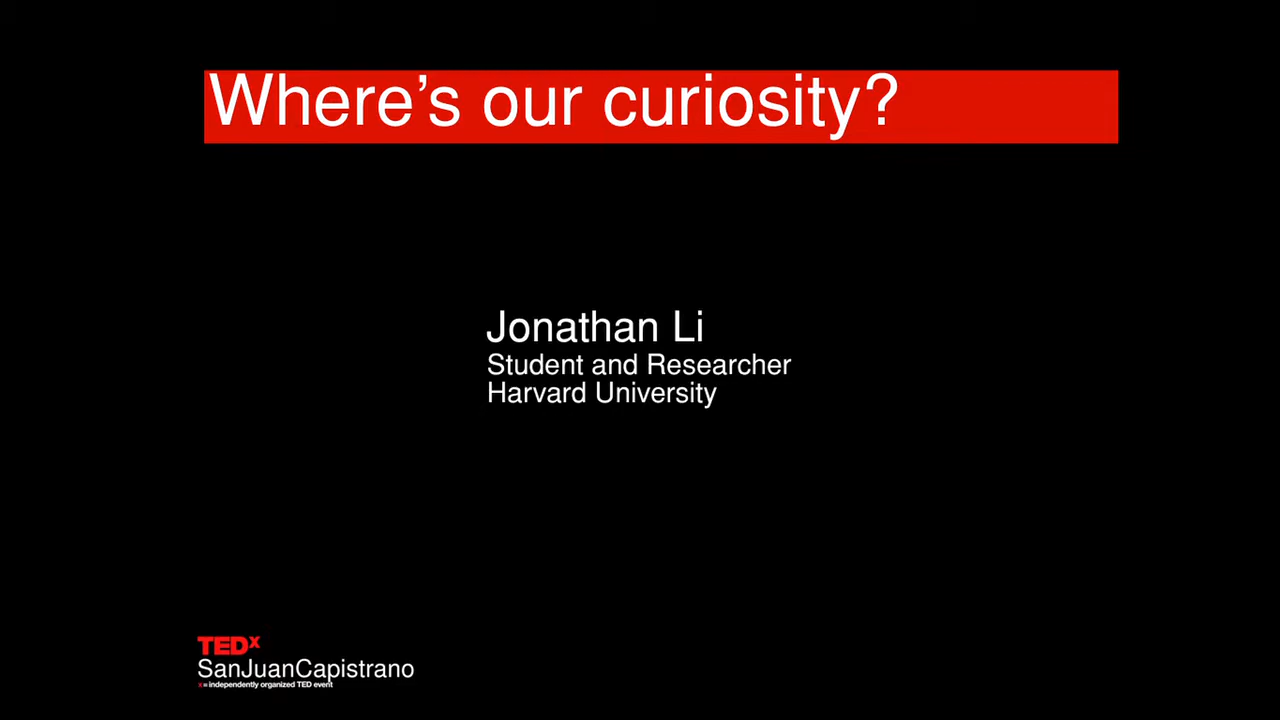 Where’s our curiosity?
Jonathan Li
Student and Researcher
Harvard University
TEDx
SanJuanCapistrano
x = independently organized TED event